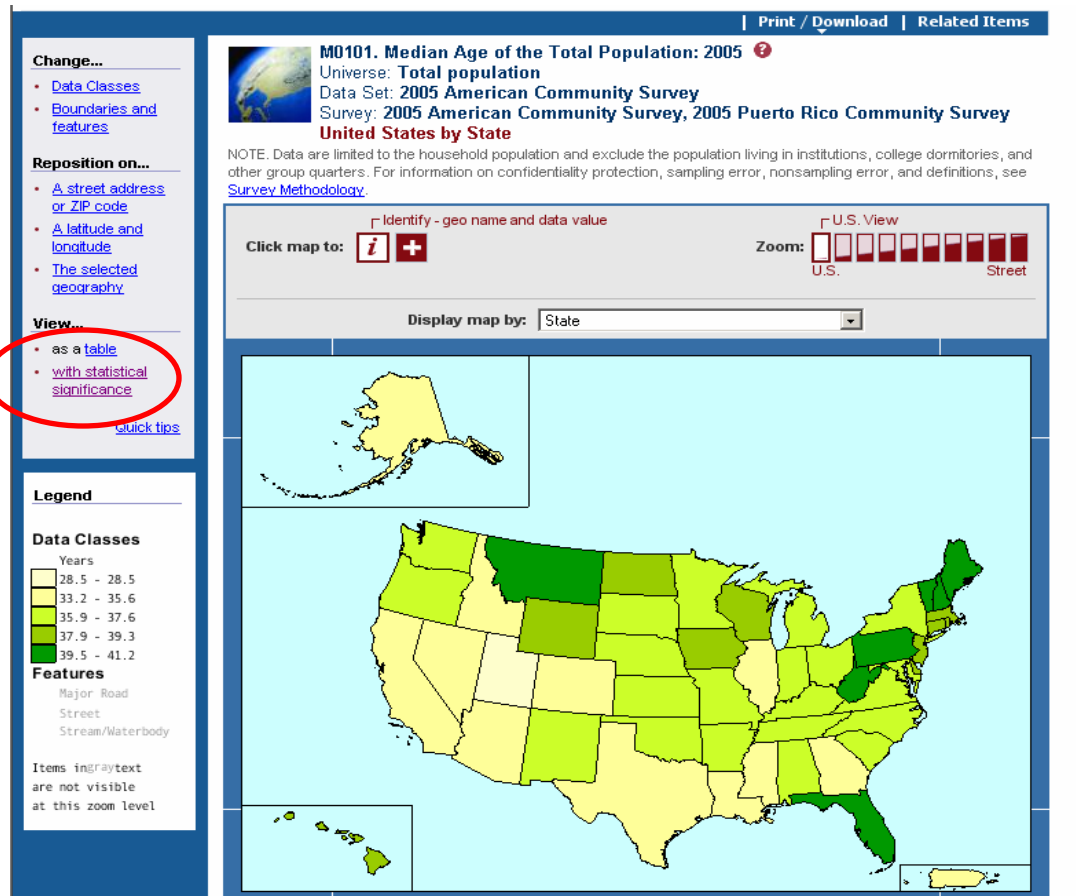 | Print / Download | Related Items
Change...
• Data Classes
• Boundaries and
features
Reposition on...
• A street address
or ZIP code
• A latitude and
longitude
• The selected
geography
View...
• as a table
• with statistical
significance
Quick tips
Legend
Data Classes
Years
28.5 - 28.5
33.2 - 35.6
35.9 - 37.6
37.9 - 39.3
39.5 - 41.2
Features
Major Road
Street
Stream/Waterbody
Items ingraytext
are not visible
at this zoom level
M0101. Median Age of the Total Population: 2005 ?
Universe: Total population
Data Set: 2005 American Community Survey
Survey: 2005 American Community Survey, 2005 Puerto Rico Community Survey
United States by State
NOTE. Data are limited to the household population and exclude the population living in institutions, college dormitories, and
other group quarters. For information on confidentiality protection, sampling error, nonsampling error, and definitions, see
Survey Methodology.
Identify - geo name and data value
Click map to: i +
U.S. View
Zoom:
U.S. Street
Display map by: State